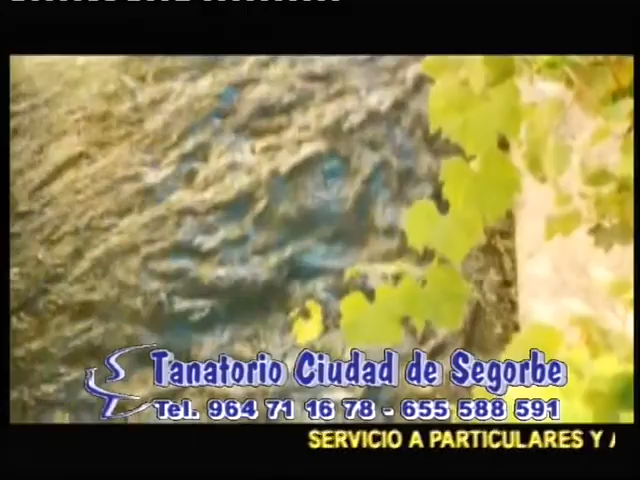 Tanatorio Ciudad de Segorbe
Tel. 964 71 16 78 - 655 588 591
SERVICIO A PARTICULARES Y